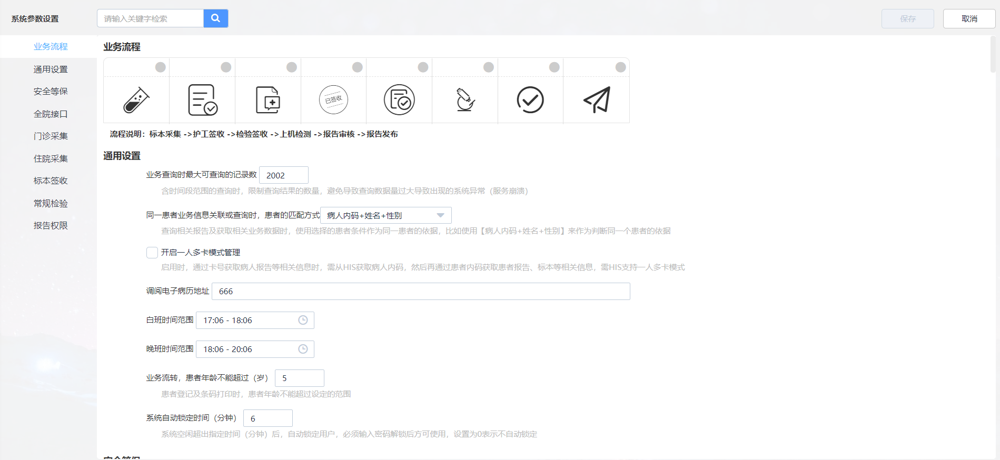 系统参数设置
请输入关键字检索
保存
取消
业务流程
通用设置
安全等保
全院接口
门诊采集
住院采集
标本签收
常规检验
报告权限
业务流程
已签收
流程说明：标本采集 ->护工签收 ->检验签收 ->上机检测 ->报告审核 ->报告发布
通用设置
业务查询时最大可查询的记录数 2002
含时间段范围的查询时，限制查询结果的数量，避免导致查询数据量过大导致出现的系统异常（服务崩溃）
同一患者业务信息关联或查询时，患者的匹配方式 病人内码+姓名+性别
查询相关报告及获取相关业务数据时，使用选择的患者条件作为同一患者的依据，比如使用【病人内码+姓名+性别】来作为判断同一个患者的依据
开启一人多卡模式管理
启用时，通过卡号获取病人报告等相关信息时，需从HIS获取病人内码，然后再通过患者内码获取患者报告、标本等相关信息，需HIS支持一人多卡模式
调阅电子病历地址 666
白班时间范围 17:06 - 18:06
晚班时间范围 18:06 - 20:06
业务流转，患者年龄不能超过（岁） 5
患者登记及条码打印时，患者年龄不能超过设定的范围
系统自动锁定时间（分钟） 6
系统空闲超出指定时间（分钟）后，自动锁定用户，必须输入密码解锁后方可使用，设置为0表示不自动锁定
安全等保